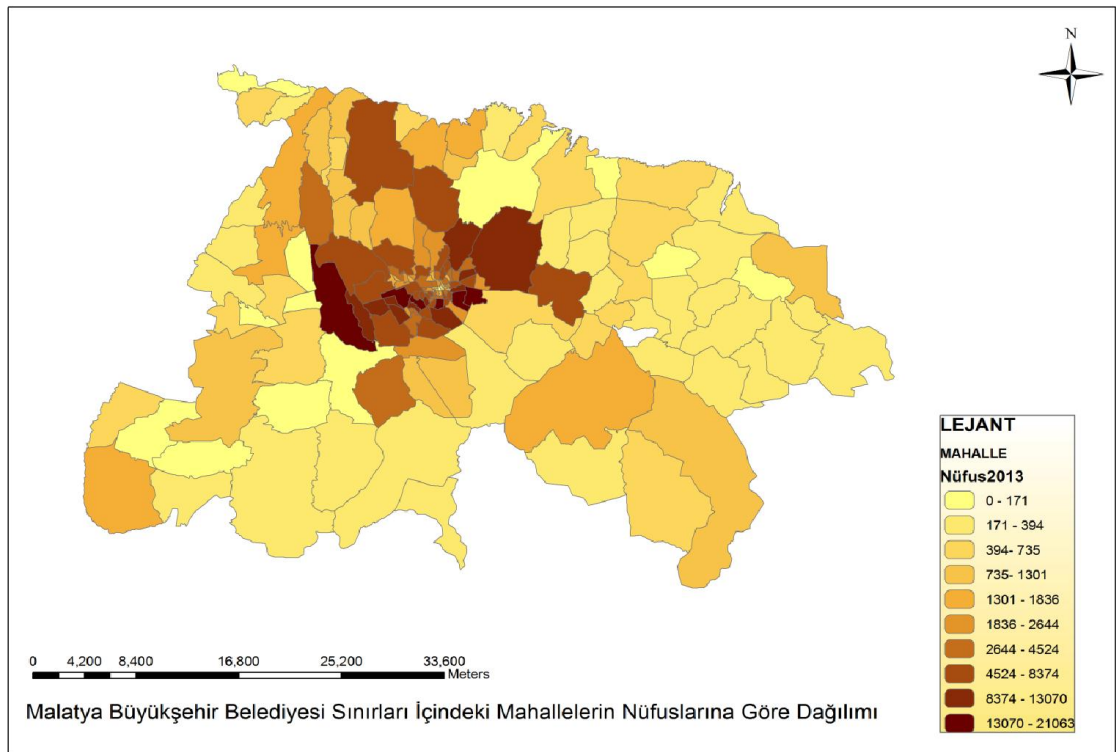 N
LEJANT
MAHALLE
Nüfus2013
0 - 171
171 - 394
394- 735
735- 1301
1301 - 1836
1836 - 2644
2644 - 4524
4524 - 8374
8374 - 13070
13070 - 21063
0 4,200 8,400 16,800 25,200 33,600
Meters
Malatya Büyükşehir Belediyesi Sınırları İçindeki Mahallelerin Nüfuslarına Göre Dağılımı